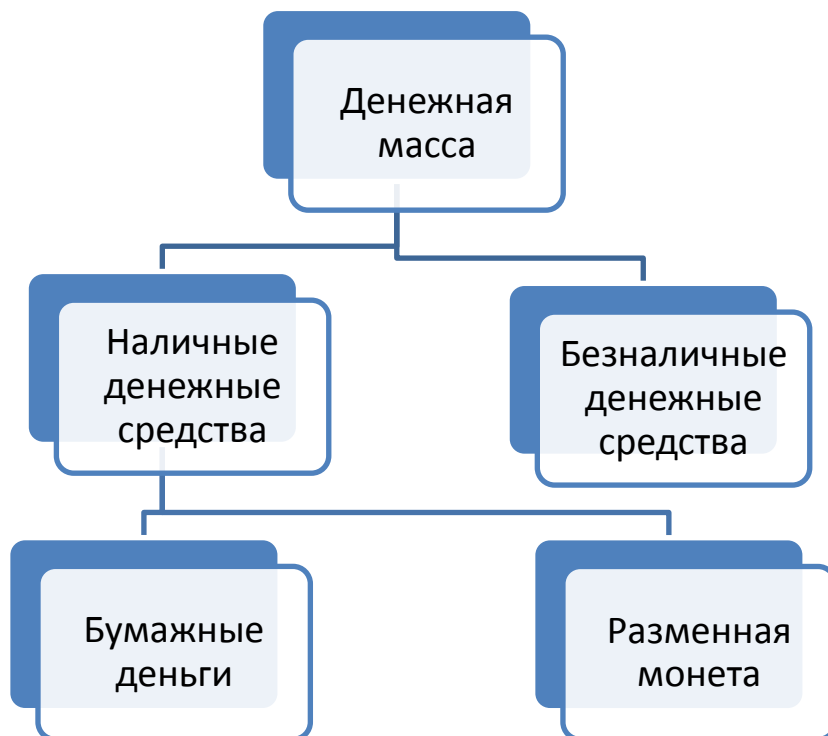 Денежная
масса
Наличные
денежные
средства
Безналичные
денежные
средства
Бумажные
деньги
Разменная
монета